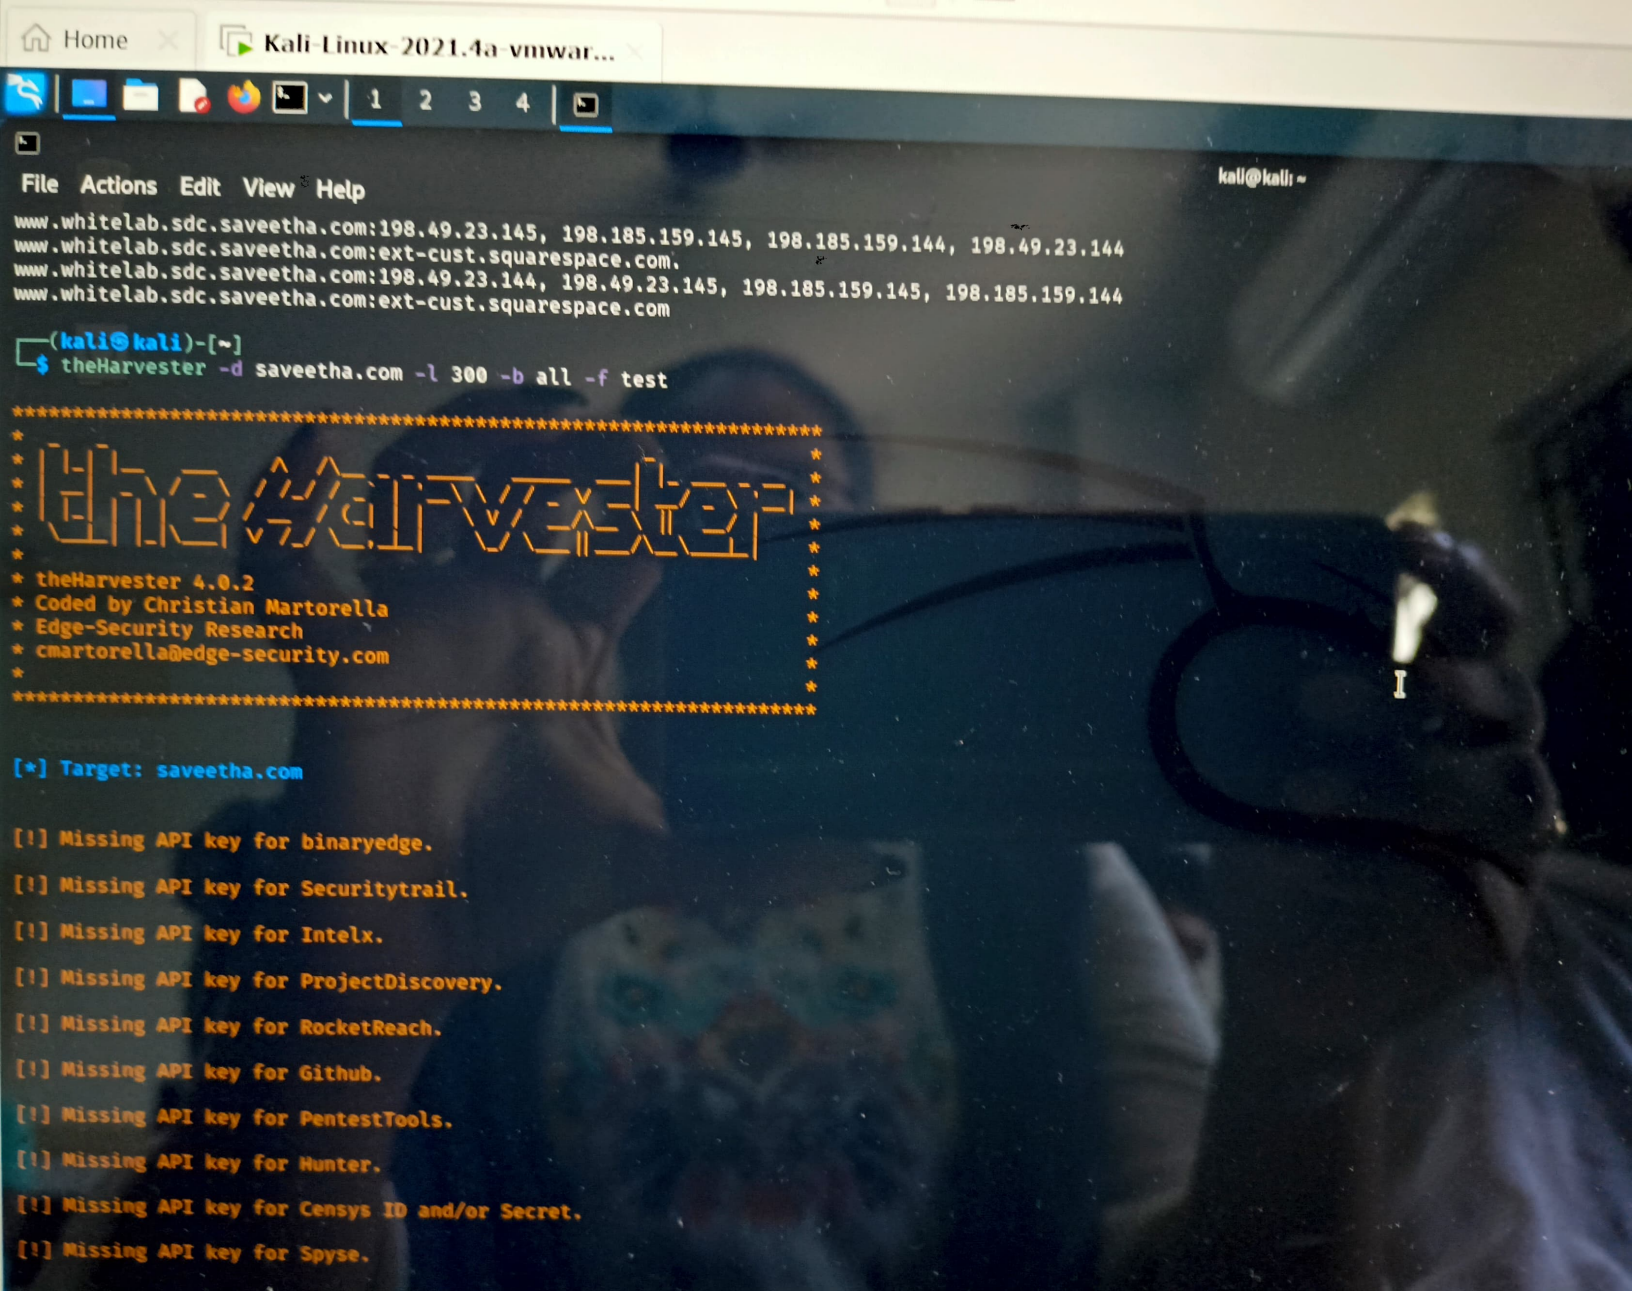 Home
Kali-Linux-2021.4a-vmwar...
1 2 3 4
kali@kali: ~
File Actions Edit View Help
www.whitelab.sdc.saveetha.com:198.49.23.145, 198.185.159.145, 198.185.159.144, 198.49.23.144
www.whitelab.sdc.saveetha.com:ext-cust.squarespace.com.
www.whitelab.sdc.saveetha.com:198.49.23.144, 198.49.23.145, 198.185.159.145, 198.185.159.144
www.whitelab.sdc.saveetha.com:ext-cust.squarespace.com
(kali㉿kali)-[~]
$ theHarvester -d saveetha.com -l 300 -b all -f test
*******************************************************************
theHarvester
* theHarvester 4.0.2
* Coded by Christian Martorella
* Edge-Security Research
* cmartorella@edge-security.com
*
*******************************************************************
[*] Target: saveetha.com
[!] Missing API key for binaryedge.
[!] Missing API key for Securitytrail.
[!] Missing API key for Intelx.
[!] Missing API key for ProjectDiscovery.
[!] Missing API key for RocketReach.
[!] Missing API key for Github.
[!] Missing API key for PentestTools.
[!] Missing API key for Hunter.
[!] Missing API key for Censys ID and/or Secret.
[!] Missing API key for Spyse.